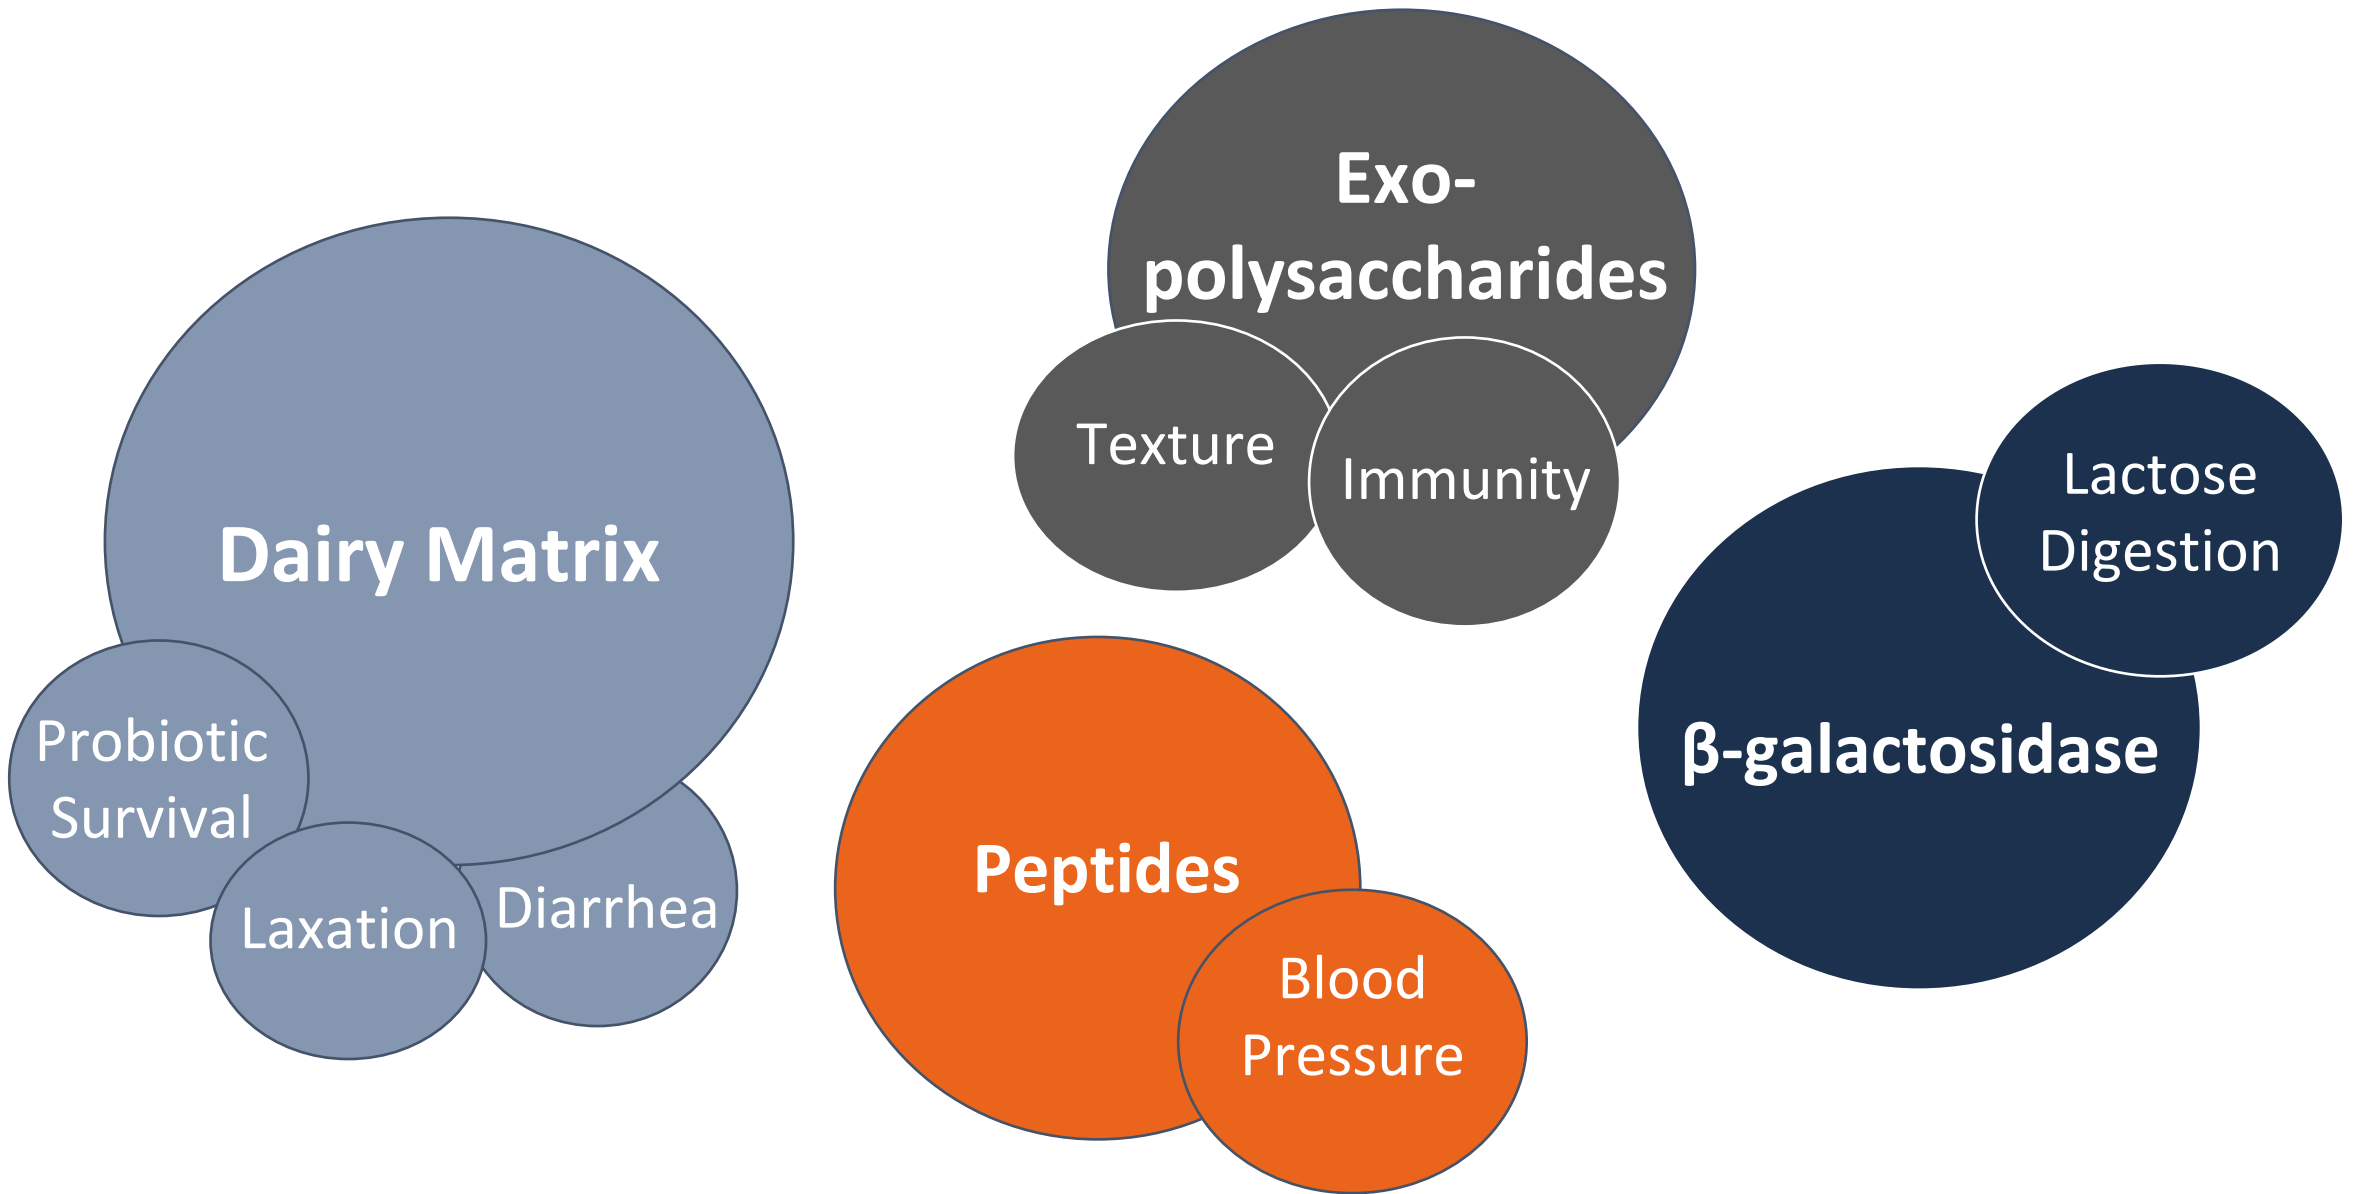 Exo-
polysaccharides
Texture
Immunity
Dairy Matrix
Probiotic
Survival
Laxation
Diarrhea
Peptides
Blood
Pressure
Lactose
Digestion
β-galactosidase